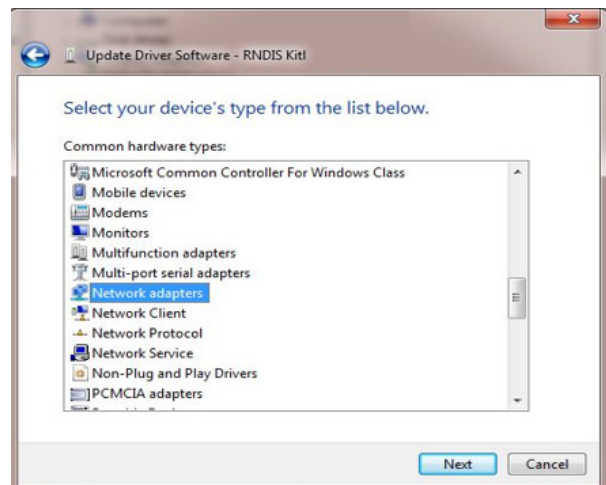 Update Driver Software - RNDIS Kitl
Select your device's type from the list below.
Common hardware types:
Microsoft Common Controller For Windows Class
Mobile devices
Modems
Monitors
Multifunction adapters
Multi-port serial adapters
Network adapters
Network Client
Network Protocol
Network Service
Non-Plug and Play Drivers
PCMCIA adapters
Next Cancel